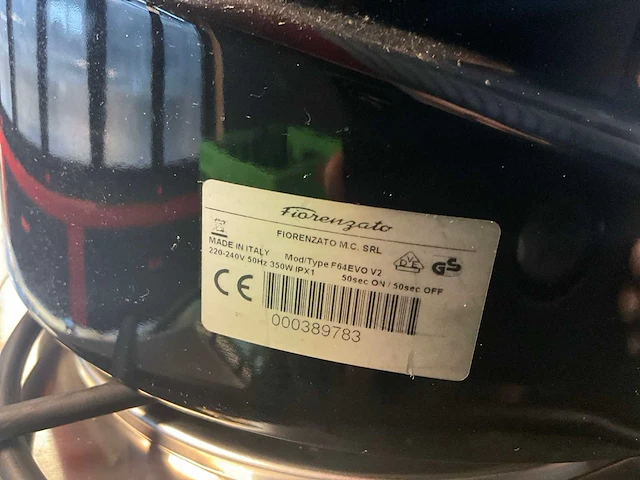 Fiorenzato
FIORENZATO M.C. SRL
MADE IN ITALY Mod/Type F64EVO V2
220-240V 50Hz 350W IPX1 50sec ON / 50sec OFF
VDE GS
CE
000389783